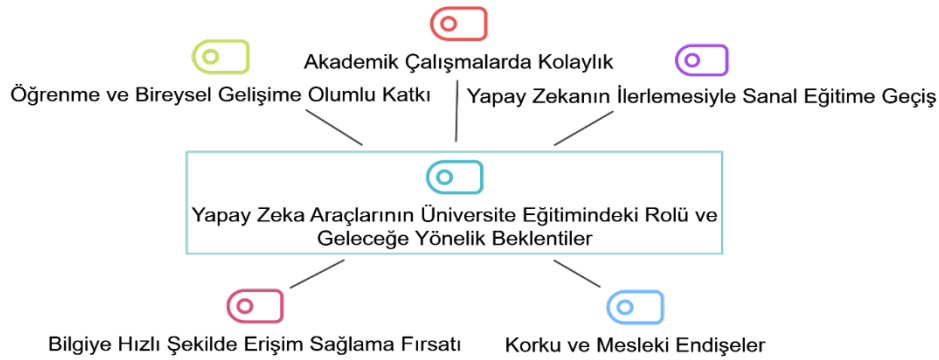 Akademik Çalışmalarda Kolaylık
Öğrenme ve Bireysel Gelişime Olumlu Katkı
Yapay Zekanın İlerlemesiyle Sanal Eğitime Geçiş
Yapay Zeka Araçlarının Üniversite Eğitimindeki Rolü ve
Geleceğe Yönelik Beklentiler
Bilgiye Hızlı Şekilde Erişim Sağlama Fırsatı
Korku ve Mesleki Endişeler